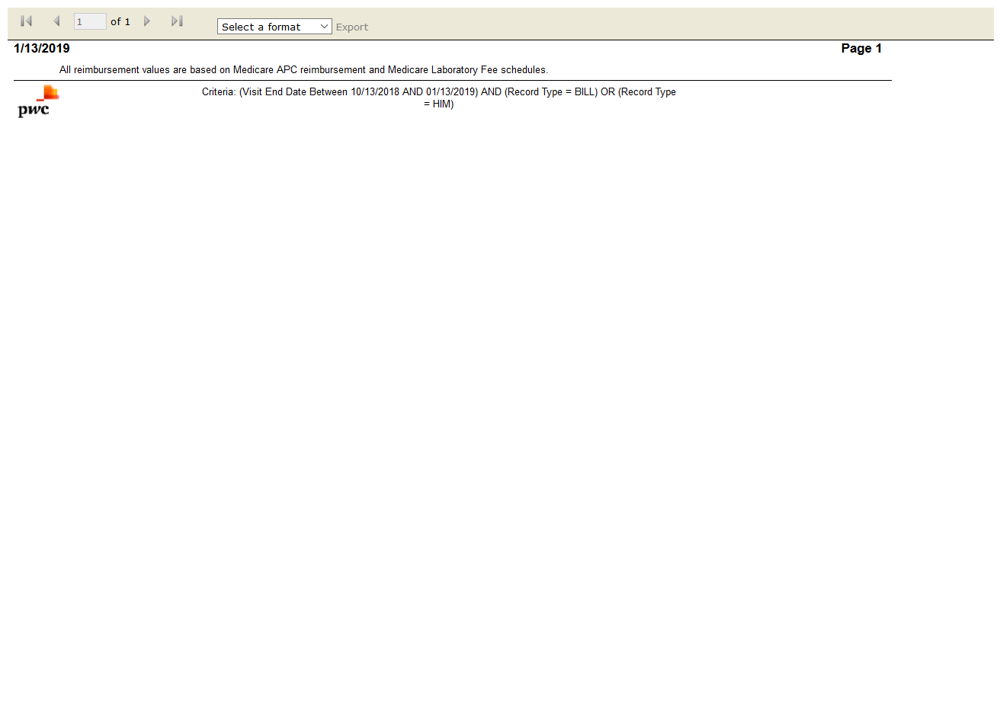 1 of 1 Select a format Export
1/13/2019 Page 1
All reimbursement values are based on Medicare APC reimbursement and Medicare Laboratory Fee schedules.
pwc
Criteria: (Visit End Date Between 10/13/2018 AND 01/13/2019) AND (Record Type = BILL) OR (Record Type
= HIM)